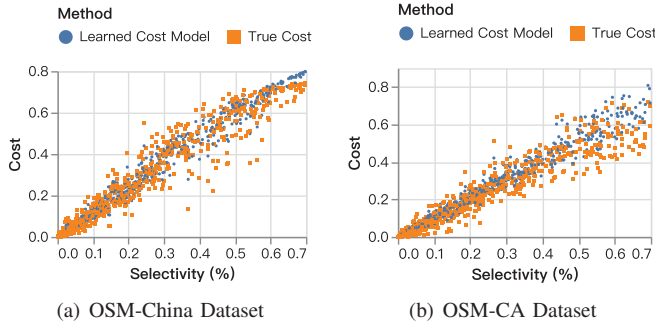 Method
Learned Cost Model True Cost
0.8
0.6
0.4
0.2
0.0
Cost
0.0 0.1 0.2 0.3 0.4 0.5 0.6 0.7
Selectivity (%)
(a) OSM-China Dataset
Method
Learned Cost Model True Cost
0.8
0.6
0.4
0.2
0.0
Cost
0.0 0.1 0.2 0.3 0.4 0.5 0.6 0.7
Selectivity (%)
(b) OSM-CA Dataset